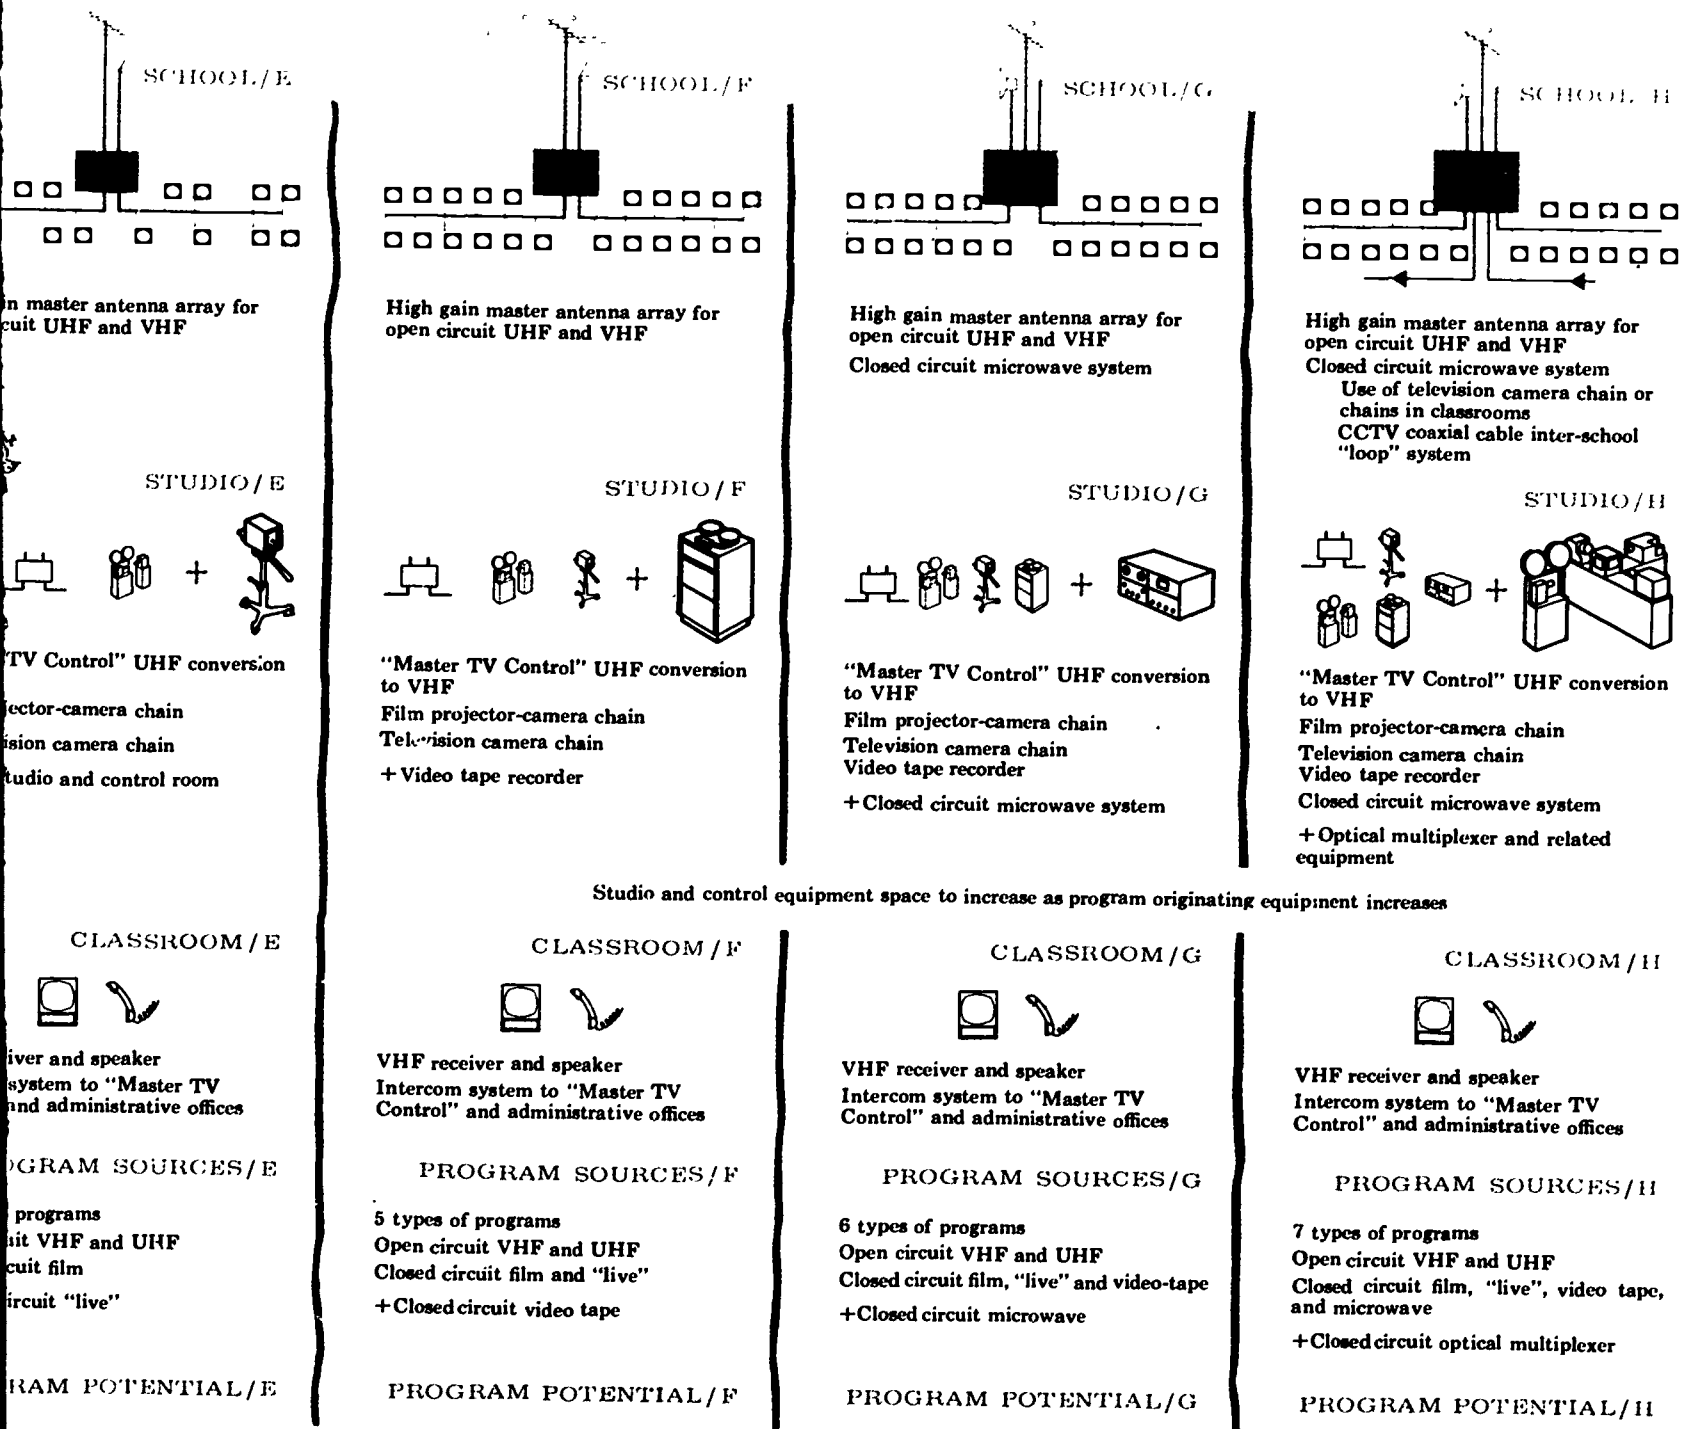 SCHOOL/E
in master antenna array for
cuit UHF and VHF
STUDIO/E
TV Control" UHF conversion
jector-camera chain
ision camera chain
tudio and control room
SCHOOL/F
High gain master antenna array for
open circuit UHF and VHF
STUDIO/F
"Master TV Control" UHF conversion
to VHF
Film projector-camera chain
Television camera chain
+Video tape recorder
SCHOOL/G
High gain master antenna array for
open circuit UHF and VHF
Closed circuit microwave system
STUDIO/G
"Master TV Control" UHF conversion
to VHF
Film projector-camera chain
Television camera chain
Video tape recorder
+Closed circuit microwave system
SCHOOL H
High gain master antenna array for
open circuit UHF and VHF
Closed circuit microwave system
Use of television camera chain or
chains in classrooms
CCTV coaxial cable inter-school
"loop" system
STUDIO/H
"Master TV Control" UHF conversion
to VHF
Film projector-camera chain
Television camera chain
Video tape recorder
Closed circuit microwave system
+Optical multiplexer and related
equipment
Studio and control equipment space to increase as program originating equipment increases
CLASSROOM/E
iver and speaker
system to "Master TV
and administrative offices
OGRAM SOURCES/E
programs
uit VHF and UHF
cuit film
ircuit "live"
RAM POTENTIAL/E
CLASSROOM/F
VHF receiver and speaker
Intercom system to "Master TV
Control" and administrative offices
PROGRAM SOURCES/F
5 types of programs
Open circuit VHF and UHF
Closed circuit film and "live"
+Closed circuit video tape
PROGRAM POTENTIAL/F
CLASSROOM/G
VHF receiver and speaker
Intercom system to "Master TV
Control" and administrative offices
PROGRAM SOURCES/G
6 types of programs
Open circuit VHF and UHF
Closed circuit film, "live" and video-tape
+Closed circuit microwave
PROGRAM POTENTIAL/G
CLASSROOM/H
VHF receiver and speaker
Intercom system to "Master TV
Control" and administrative offices
PROGRAM SOURCES/H
7 types of programs
Open circuit VHF and UHF
Closed circuit film, "live", video tape,
and microwave
+Closed circuit optical multiplexer
PROGRAM POTENTIAL/H